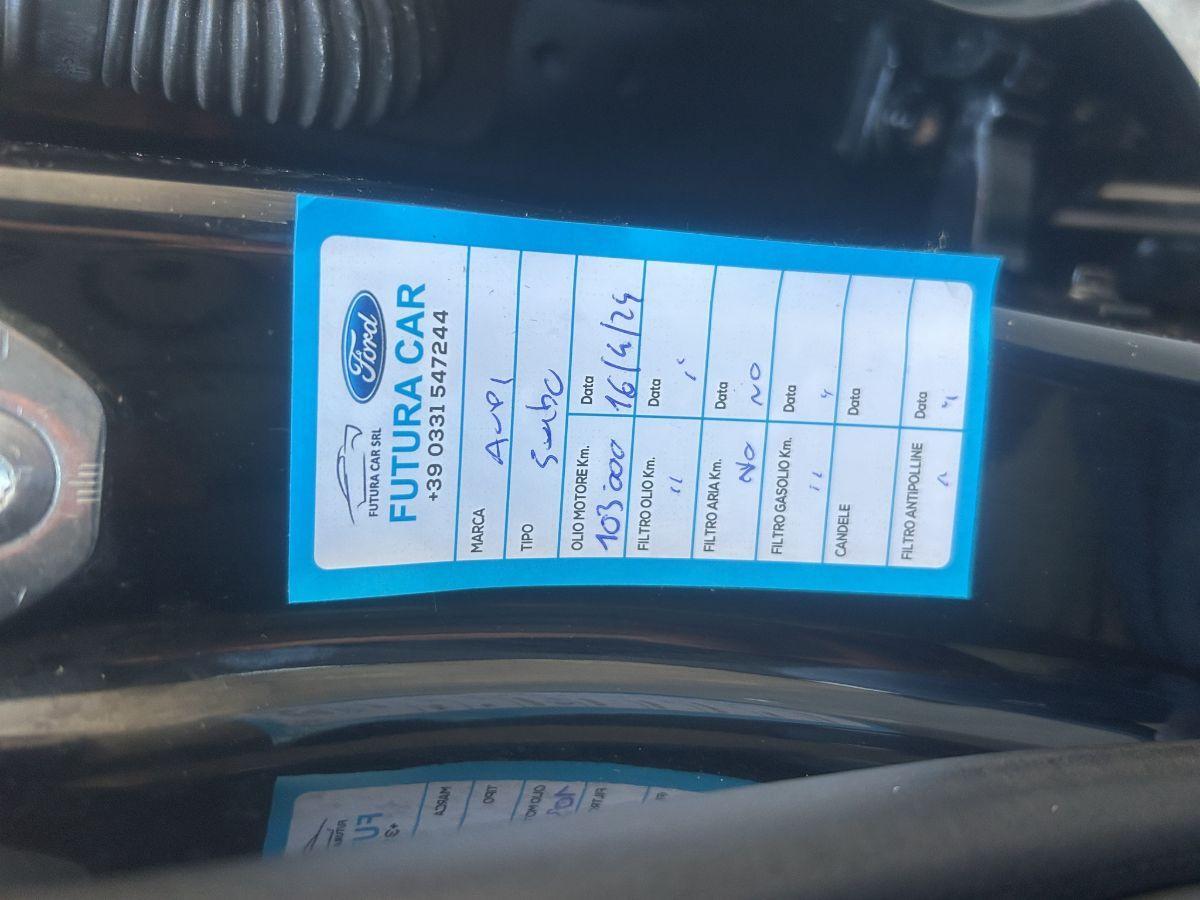 Ford
FUTURA CAR SRL
FUTURA CAR
+39 0331 547244
MARCA
TIPO
OLIO MOTORE Km. Data
103.000 16/4/24
FILTRO OLIO Km. Data
"
FILTRO ARIA Km. Data
NO NO
FILTRO GASOLIO Km. Data
"
CANDELE Data
FILTRO ANTIPOLLINE Data